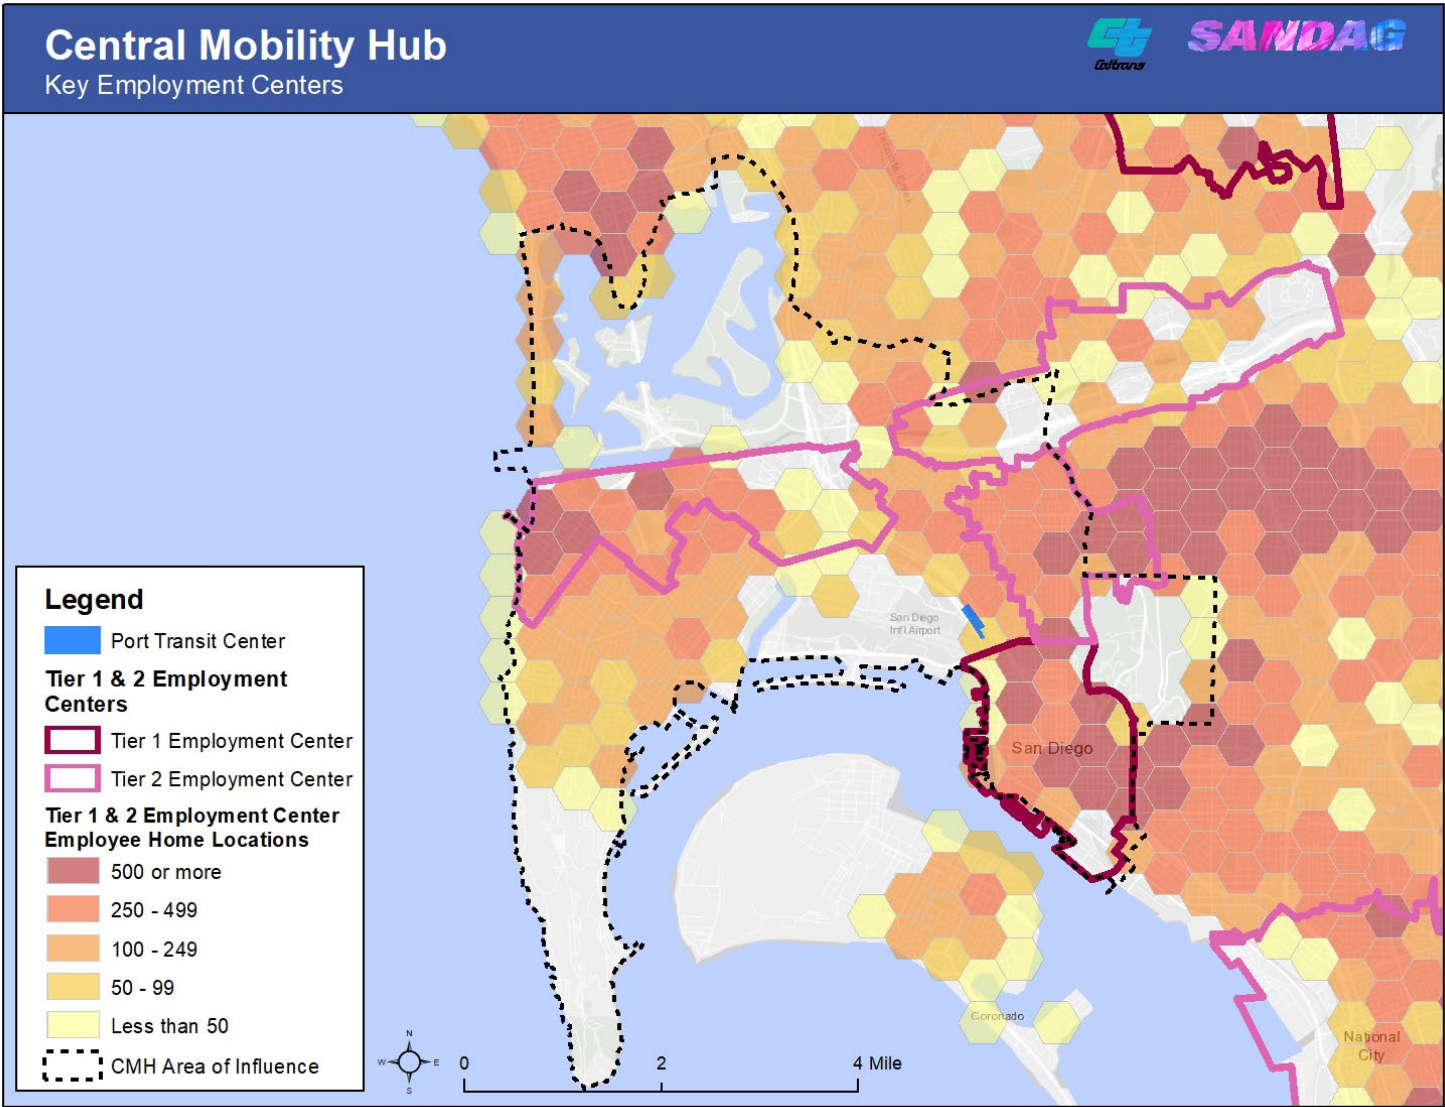 Central Mobility Hub
Key Employment Centers
Caltrans
SANDAG
Tecolote Creek
San Diego
Int'l Airport
San Diego
Coronado
National
City
Legend
Port Transit Center
Tier 1 & 2 Employment
Centers
Tier 1 Employment Center
Tier 2 Employment Center
Tier 1 & 2 Employment Center
Employee Home Locations
500 or more
250 - 499
100 - 249
50 - 99
Less than 50
CMH Area of Influence
N
W
E
S
0
2
4 Mile